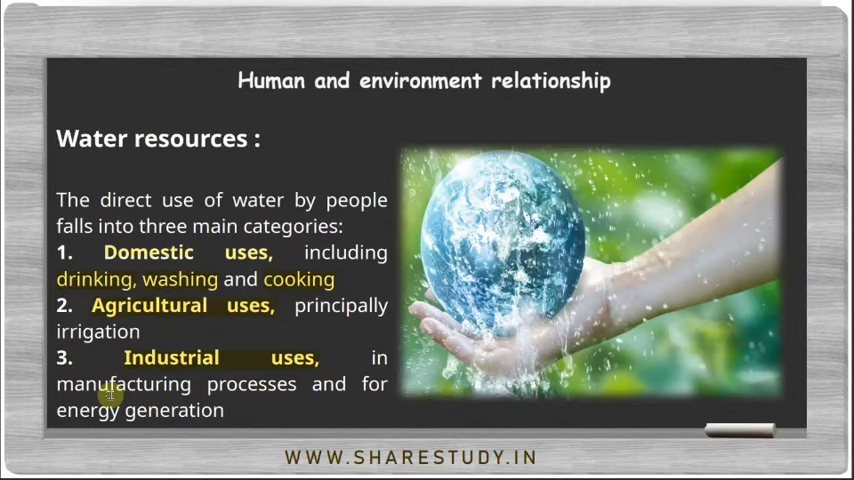 Human and environment relationship
Water resources :
The direct use of water by people
falls into three main categories:
1. Domestic uses, including
drinking, washing and cooking
2. Agricultural uses, principally
irrigation
3. Industrial uses, in
manufacturing processes and for
energy generation
WWW.SHARESTUDY.IN